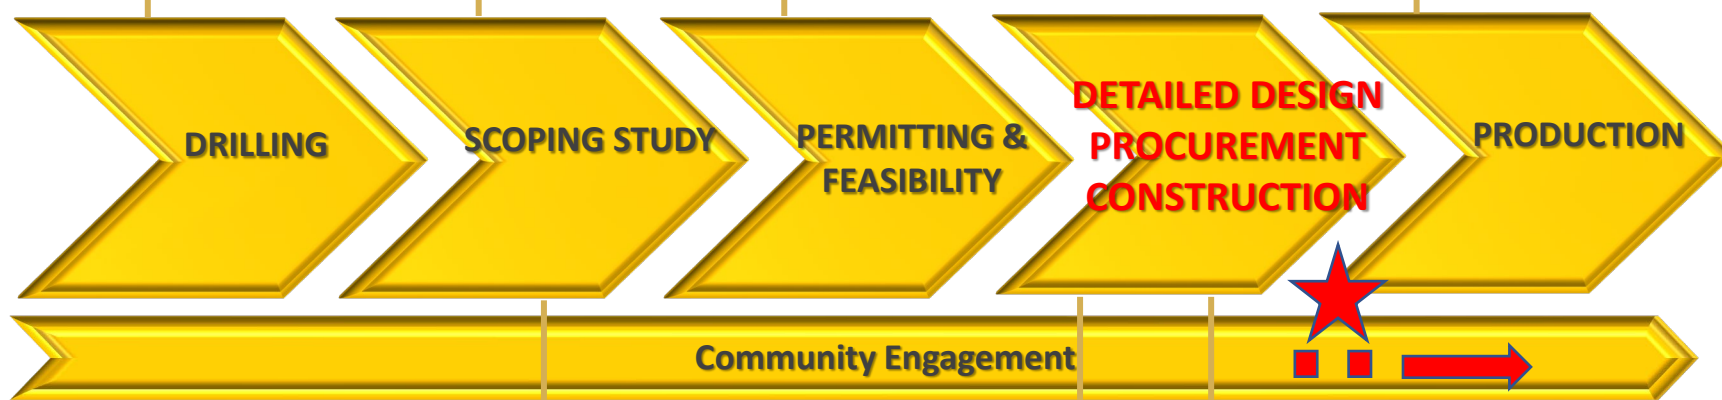 DRILLING
SCOPING STUDY
PERMITTING &
FEASIBILITY
DETAILED DESIGN
PROCUREMENT
CONSTRUCTION
PRODUCTION
Community Engagement